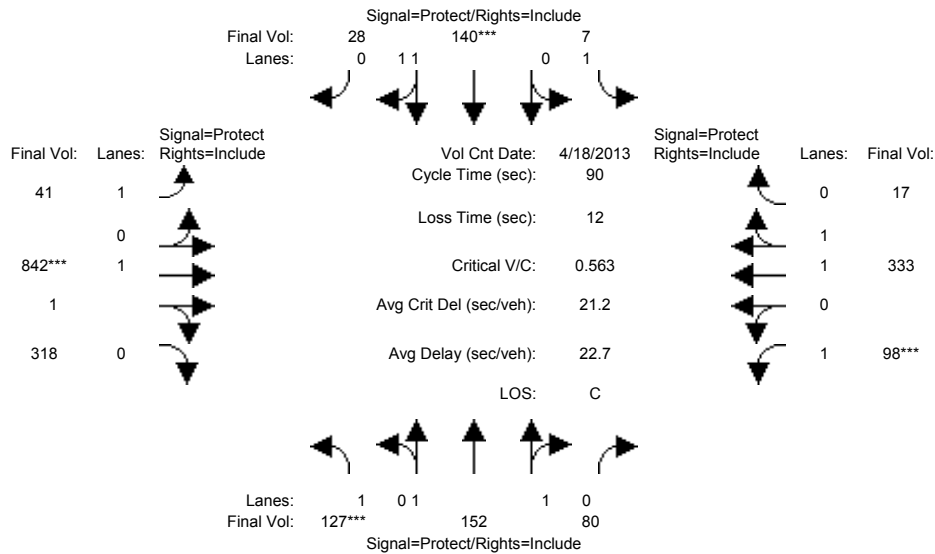 Signal=Protect/Rights=Include
Final Vol: 28 140*** 7
Lanes: 0 1 1 0 1
Signal=Protect
Final Vol: Lanes: Rights=Include
Vol Cnt Date: 4/18/2013
Signal=Protect
Rights=Include Lanes: Final Vol:
Cycle Time (sec): 90
41 1
0 17
Loss Time (sec): 12
0
1
842*** 1
Critical V/C: 0.563
1 333
1
Avg Crit Del (sec/veh): 21.2
0
318 0
Avg Delay (sec/veh): 22.7
1 98***
LOS: C
Lanes: 1 0 1 1 0
Final Vol: 127*** 152 80
Signal=Protect/Rights=Include